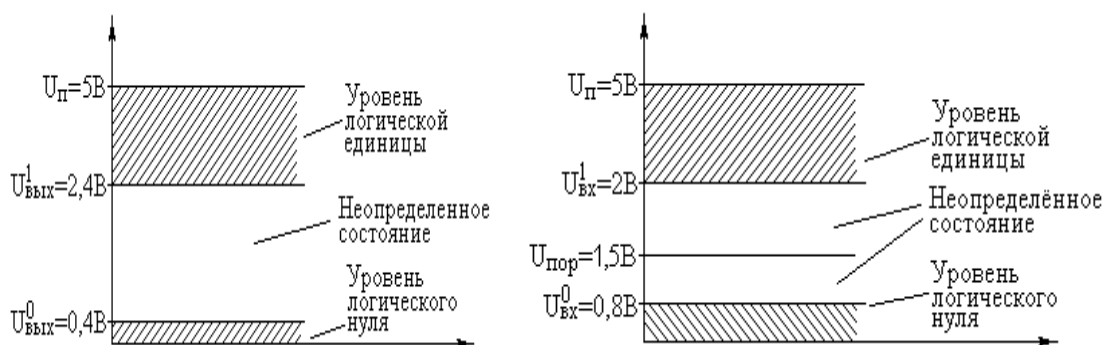 Uп=5В
Уровень
логической
единицы
U¹вых=2,4В
Неопределенное
состояние
Уровень
логического
нуля
U⁰вых=0,4В
Uп=5В
Уровень
логической
единицы
U¹вх=2В
Неопределённое
состояние
Uпор=1,5В
Уровень
логического
нуля
U⁰вх=0,8В